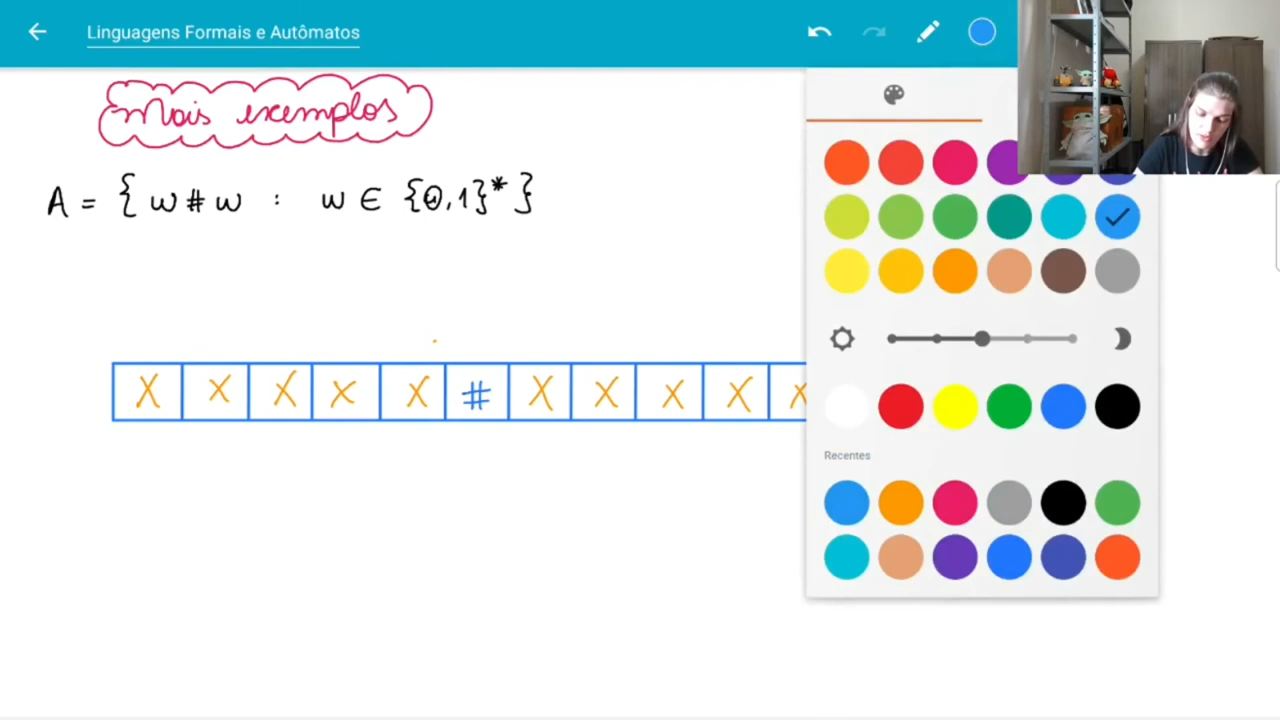 Linguagens Formais e Autômatos
Mais exemplos
A = { w # w : w ∈ {0,1}* }
X X X X X # X X X X X
Recentes